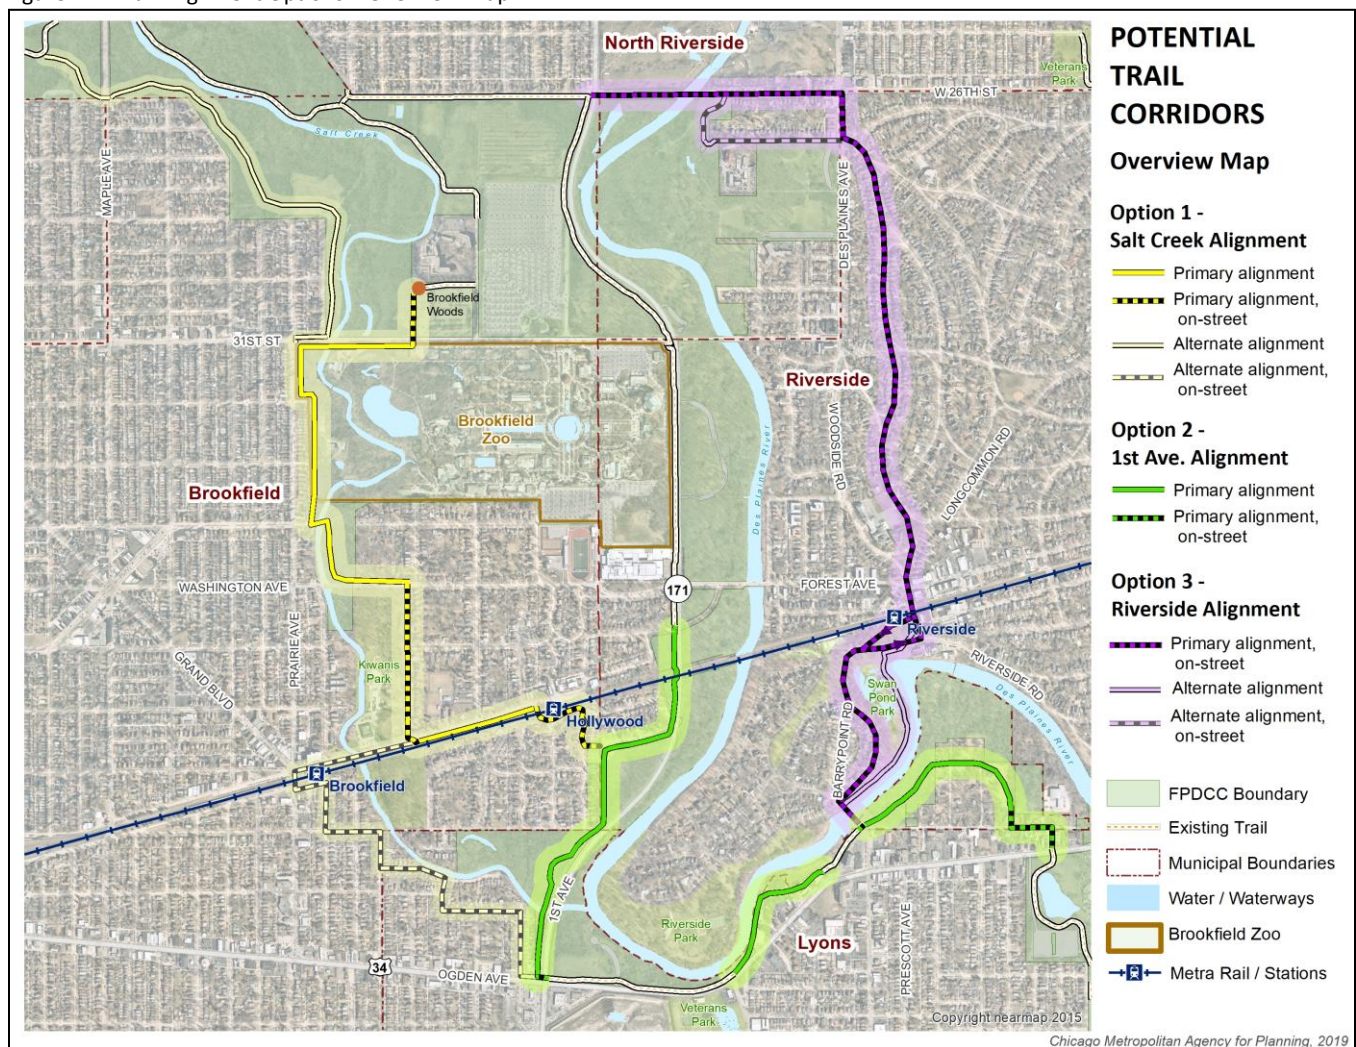 North Riverside
Veterans
Park
W 26TH ST
Salt Creek
MAPLE AVE
DES PLAINES AVE
Brookfield
Woods
31ST ST
Riverside
WOODSIDE RD
Brookfield
Zoo
LONGCOMMON RD
Brookfield
Des Plaines River
WASHINGTON AVE
171
FOREST AVE
Riverside
PRAIRIE AVE
GRAND BLVD
Kiwanis
Park
RIVERSIDE RD
Swan
Pond
Park
Des Plaines River
Hollywood
BARRYPOINT RD
Brookfield
1ST AVE
Riverside
Park
Lyons
PRESCOTT AVE
34
OGDEN AVE
Veterans
Park
Copyright nearmap 2015
POTENTIAL
TRAIL
CORRIDORS
Overview Map
Option 1 -
Salt Creek Alignment
Primary alignment
Primary alignment,
on-street
Alternate alignment
Alternate alignment,
on-street
Option 2 -
1st Ave. Alignment
Primary alignment
Primary alignment,
on-street
Option 3 -
Riverside Alignment
Primary alignment,
on-street
Alternate alignment
Alternate alignment,
on-street
FPDCC Boundary
Existing Trail
Municipal Boundaries
Water / Waterways
Brookfield Zoo
Metra Rail / Stations
Chicago Metropolitan Agency for Planning, 2019